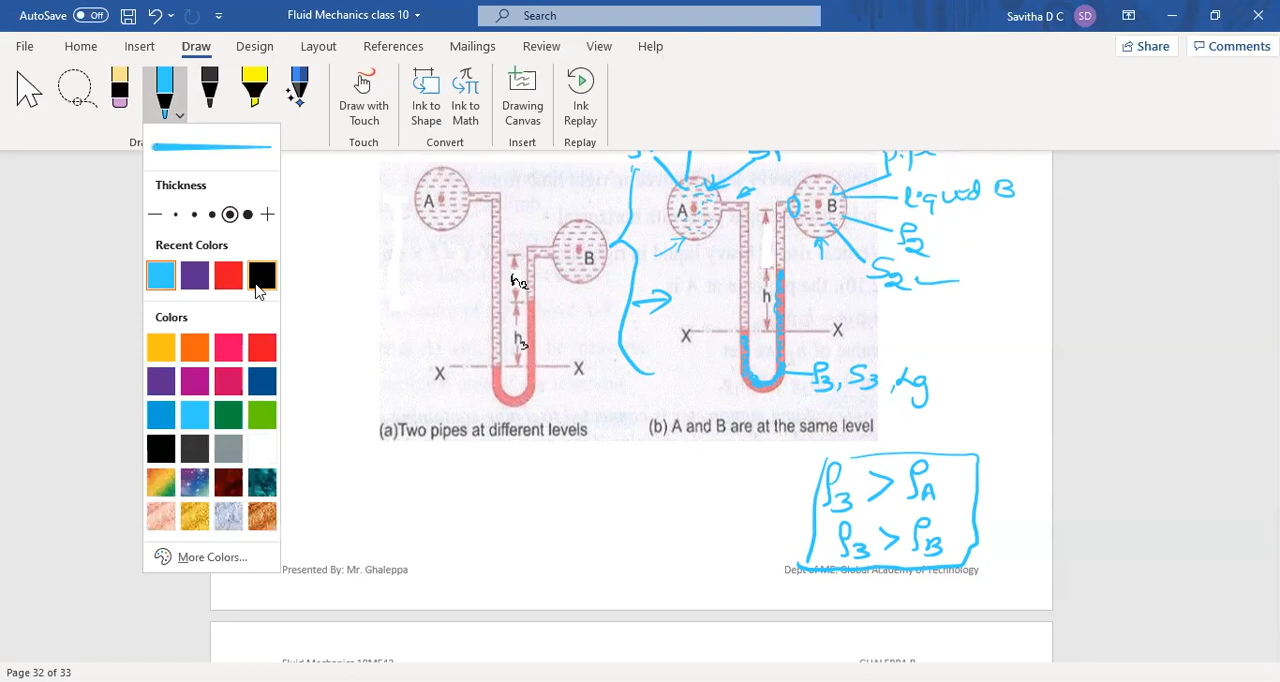 AutoSave Off Fluid Mechanics class 10 Search Savitha D C SD
File Home Insert Draw Design Layout References Mailings Review View Help Share Comments
Draw with Touch Ink to Shape Ink to Math Drawing Canvas Ink Replay
Touch Convert Insert Replay
Thickness
Recent Colors
Colors
More Colors...
A
B
h2
h3
X X
(a)Two pipes at different levels
A
B
liquid B
ρ2
S2
h
X X
ρ3, S3, hg
(b) A and B are at the same level
ρ3 > ρA
ρ3 > ρB
Presented By: Mr. Ghaleppa Dept of ME. Global Academy of Technology
Page 32 of 33